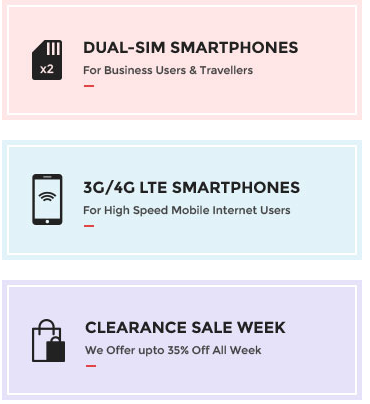 x2
DUAL-SIM SMARTPHONES
For Business Users & Travellers
3G/4G LTE SMARTPHONES
For High Speed Mobile Internet Users
CLEARANCE SALE WEEK
We Offer upto 35% Off All Week